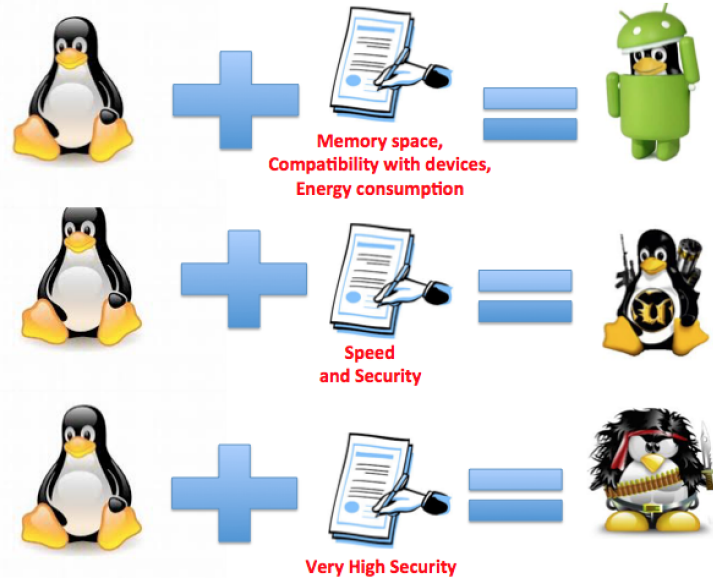 Memory space,
Compatibility with devices,
Energy consumption
Speed
and Security
Very High Security